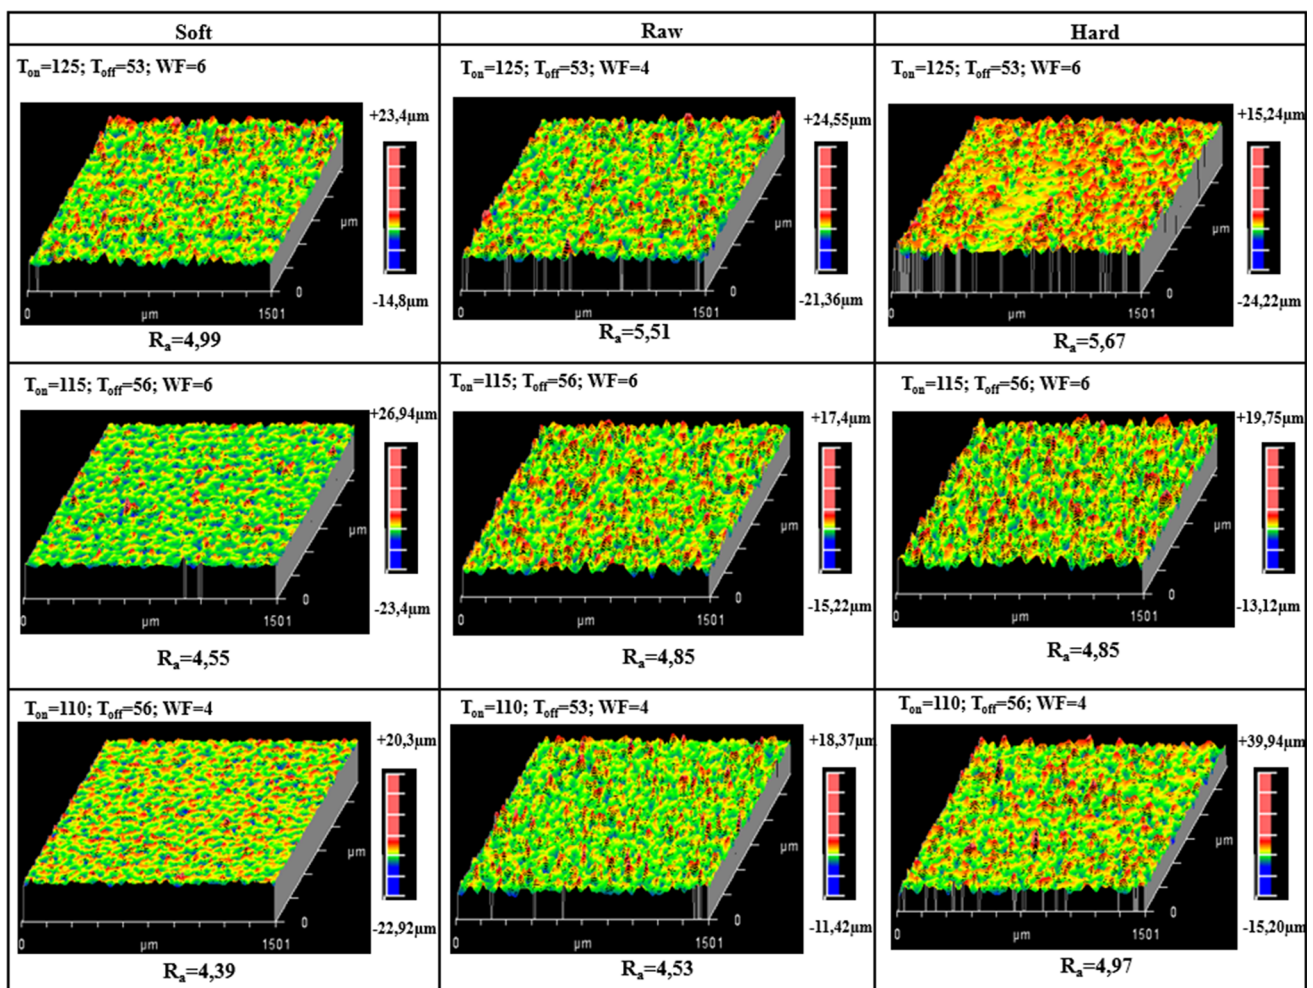 Soft
Raw
Hard
Ton=125; Toff=53; WF=6
+23,4µm
-14,8µm
µm
0
0
µm
1501
Ra=4,99
Ton=125; Toff=53; WF=4
+24,55µm
-21,36µm
µm
0
0
µm
1501
Ra=5,51
Ton=125; Toff=53; WF=6
+15,24µm
-24,22µm
µm
0
0
µm
1501
Ra=5,67
Ton=115; Toff=56; WF=6
+26,94µm
-23,4µm
µm
0
0
µm
1501
Ra=4,55
Ton=115; Toff=56; WF=6
+17,4µm
-15,22µm
µm
0
0
µm
1501
Ra=4,85
Ton=115; Toff=56; WF=6
+19,75µm
-13,12µm
µm
0
0
µm
1501
Ra=4,85
Ton=110; Toff=56; WF=4
+20,3µm
-22,92µm
µm
0
0
µm
1501
Ra=4,39
Ton=110; Toff=53; WF=4
+18,37µm
-11,42µm
µm
0
0
µm
1501
Ra=4,53
Ton=110; Toff=56; WF=4
+39,94µm
-15,20µm
µm
0
0
µm
1501
Ra=4,97